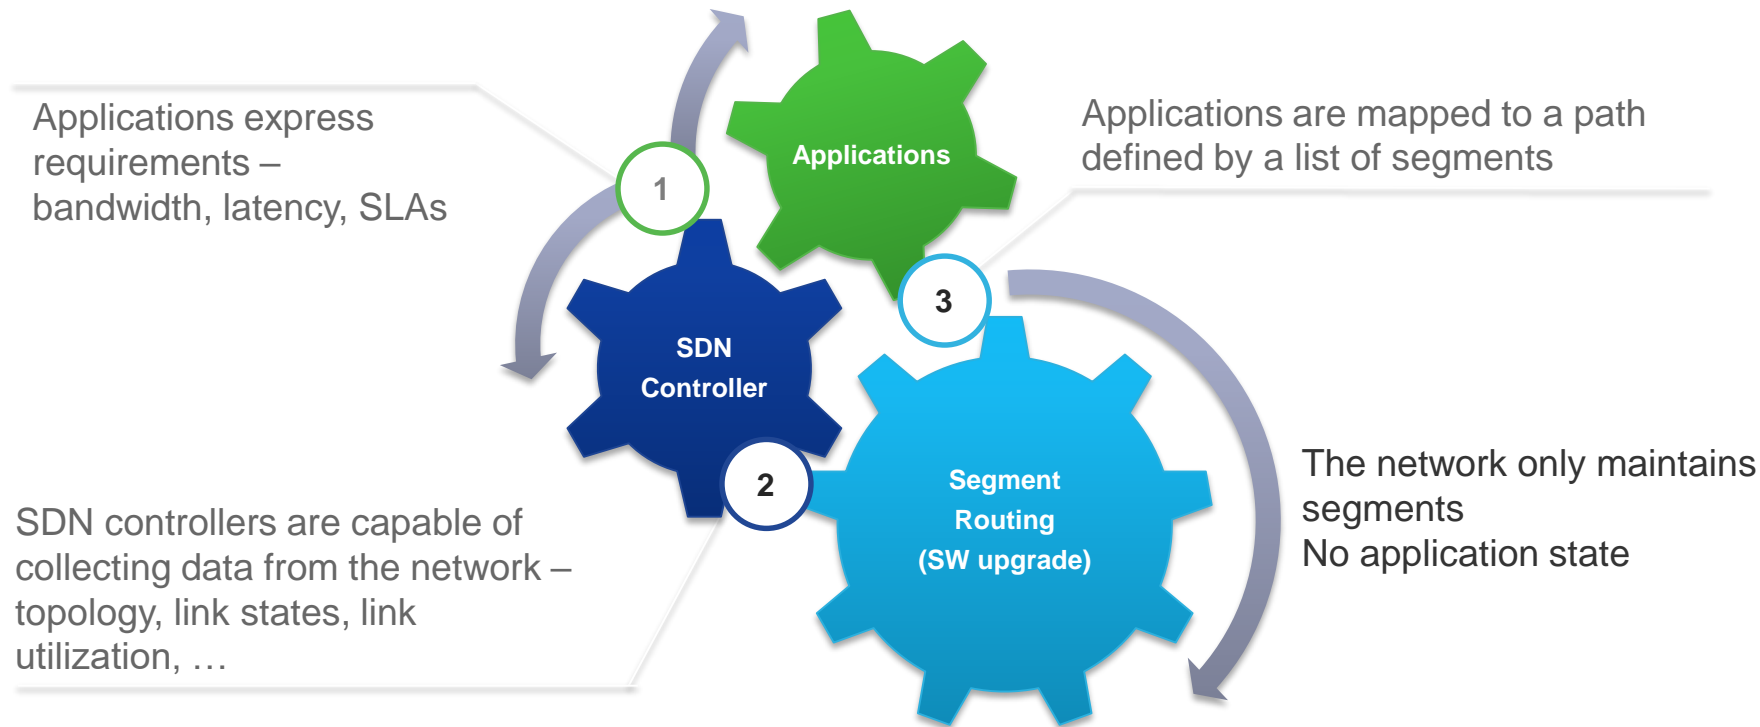 Applications express
requirements –
bandwidth, latency, SLAs
1
Applications
Applications are mapped to a path
defined by a list of segments
3
SDN
Controller
2
SDN controllers are capable of
collecting data from the network –
topology, link states, link
utilization, …
Segment
Routing
(SW upgrade)
The network only maintains
segments
No application state